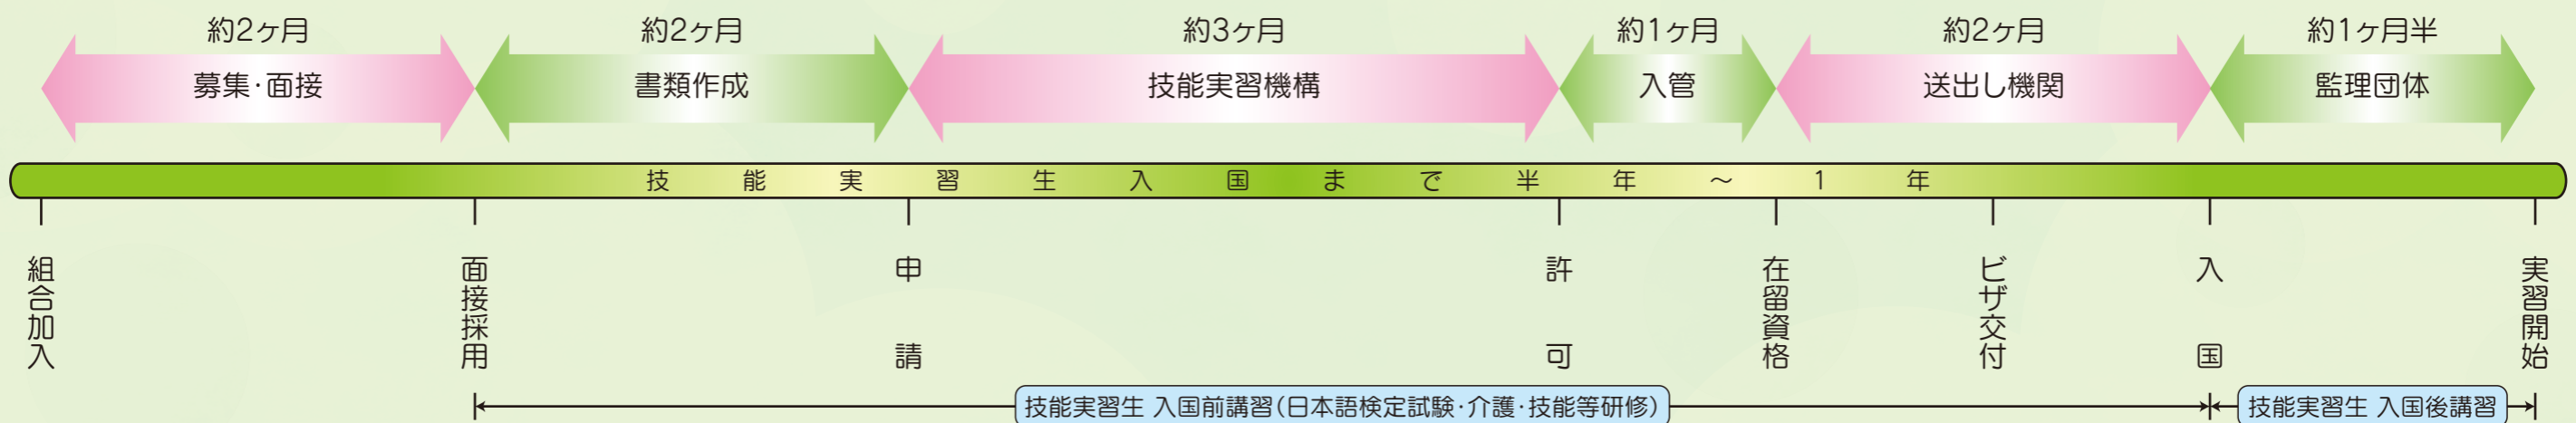 約2ヶ月
約2ヶ月
約3ヶ月
約1ヶ月
約2ヶ月
約1ヶ月半
募集・面接
書類作成
技能実習機構
入管
送出し機関
監理団体
技能実習生入国まで半年～1年
組合加入
面接採用
申請
許可
在留資格
ビザ交付
入国
実習開始
技能実習生 入国前講習(日本語検定試験・介護・技能等研修)
技能実習生 入国後講習